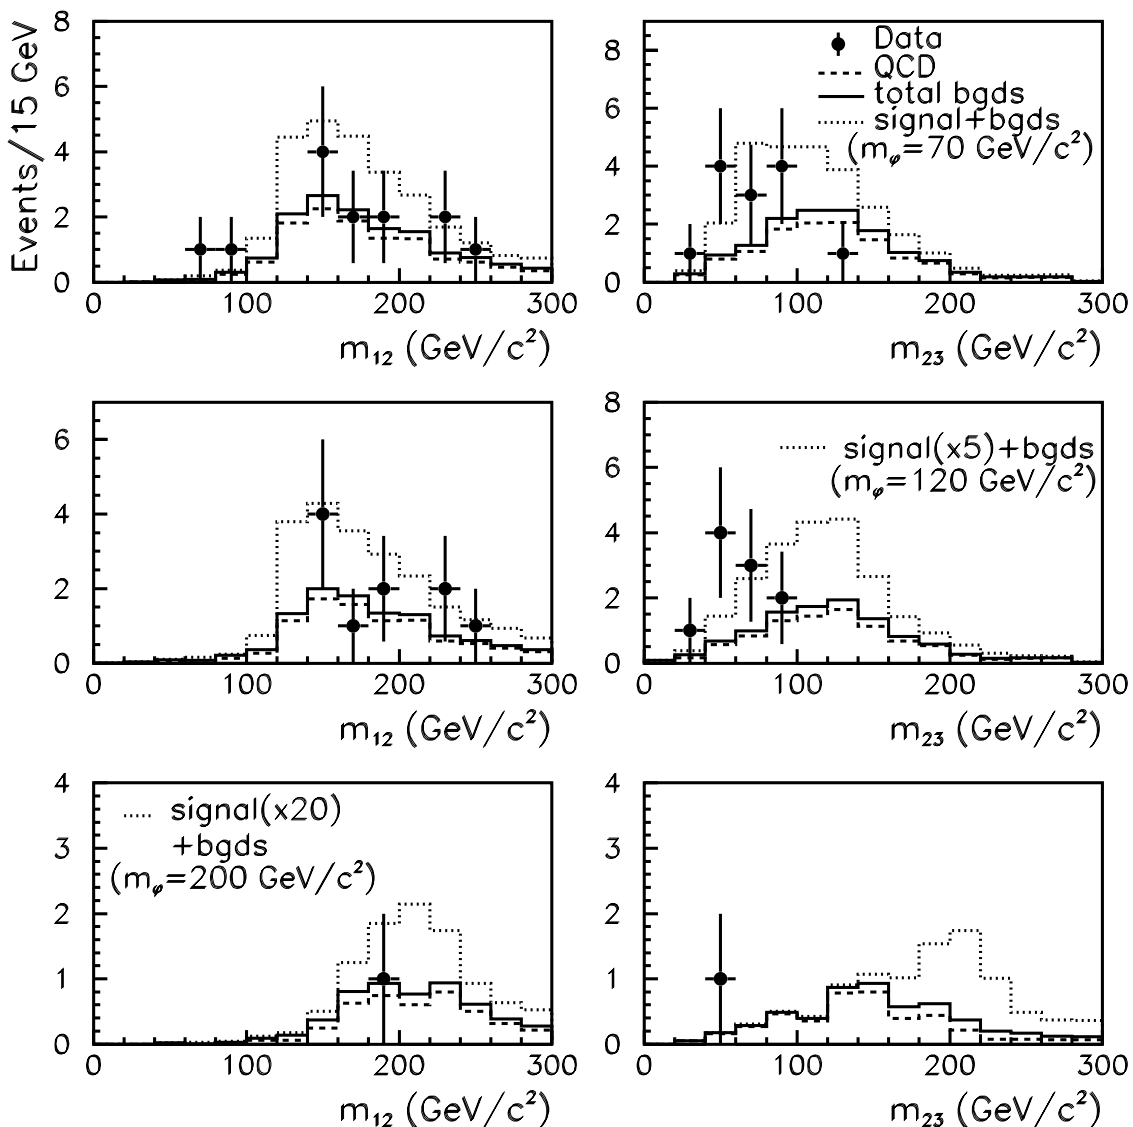 Events/15 GeV
8
6
4
2
0
0 100 200 300
m₁₂ (GeV/c²)
8
6
4
2
0
Data
QCD
total bgds
signal+bgds
(mφ=70 GeV/c²)
0 100 200 300
m₂₃ (GeV/c²)
6
4
2
0
0 100 200 300
m₁₂ (GeV/c²)
8
6
4
2
0
signal(x5)+bgds
(mφ=120 GeV/c²)
0 100 200 300
m₂₃ (GeV/c²)
4
3
2
1
0
signal(x20)
+bgds
(mφ=200 GeV/c²)
0 100 200 300
m₁₂ (GeV/c²)
4
3
2
1
0
0 100 200 300
m₂₃ (GeV/c²)